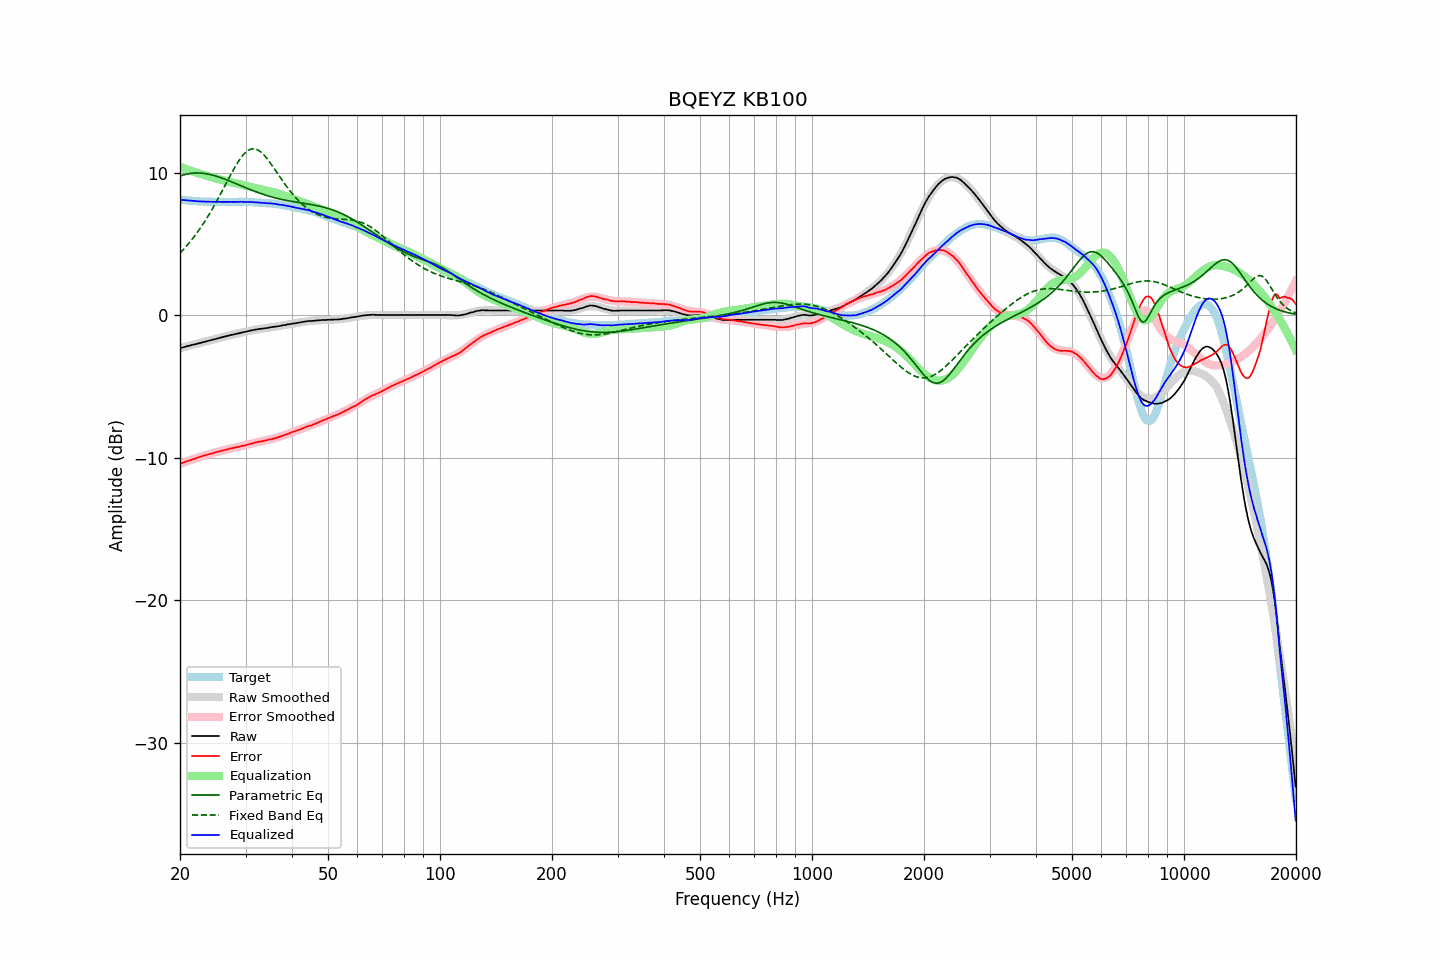 BQEYZ KB100
Amplitude (dBr)
10
0
−10
−20
−30
Target
Raw Smoothed
Error Smoothed
Raw
Error
Equalization
Parametric Eq
Fixed Band Eq
Equalized
20 50 100 200 500 1000 2000 5000 10000 20000
Frequency (Hz)